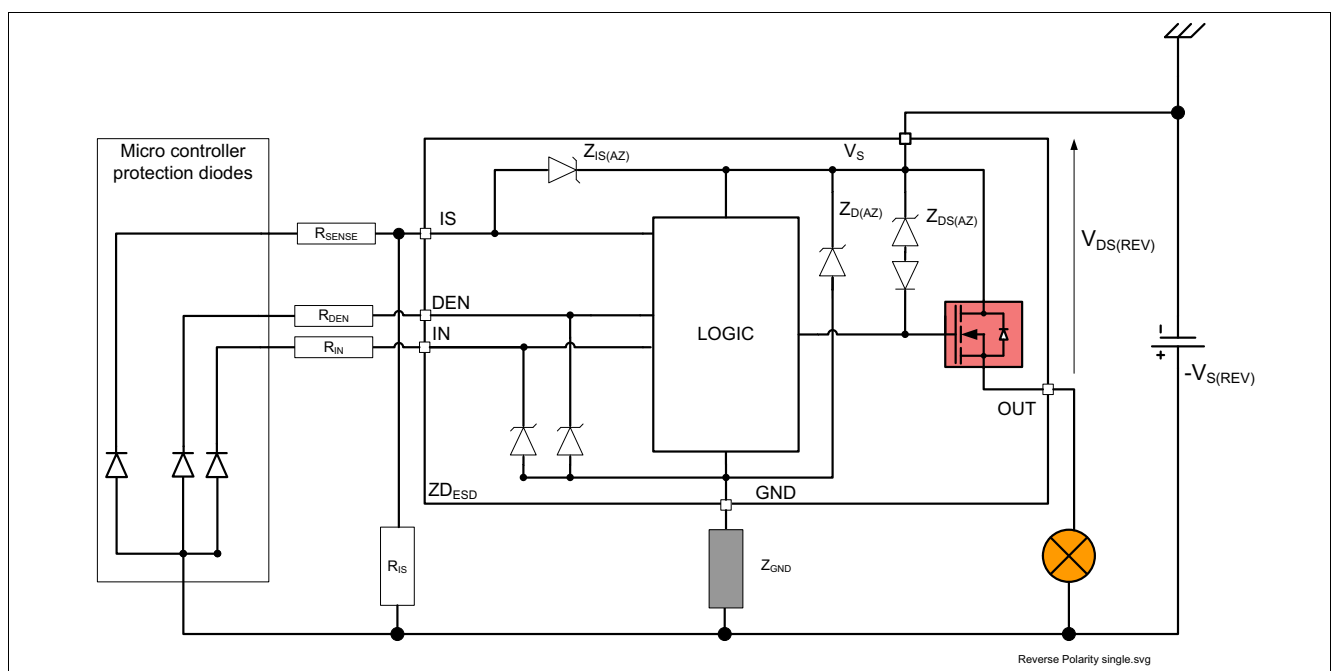 Micro controller
protection diodes
Z_IS(AZ)
V_S
Z_D(AZ)
Z_DS(AZ)
V_DS(REV)
R_SENSE
IS
R_DEN
DEN
R_IN
IN
LOGIC
-
+
-V_S(REV)
OUT
ZD_ESD
GND
R_IS
Z_GND
Reverse Polarity single.svg